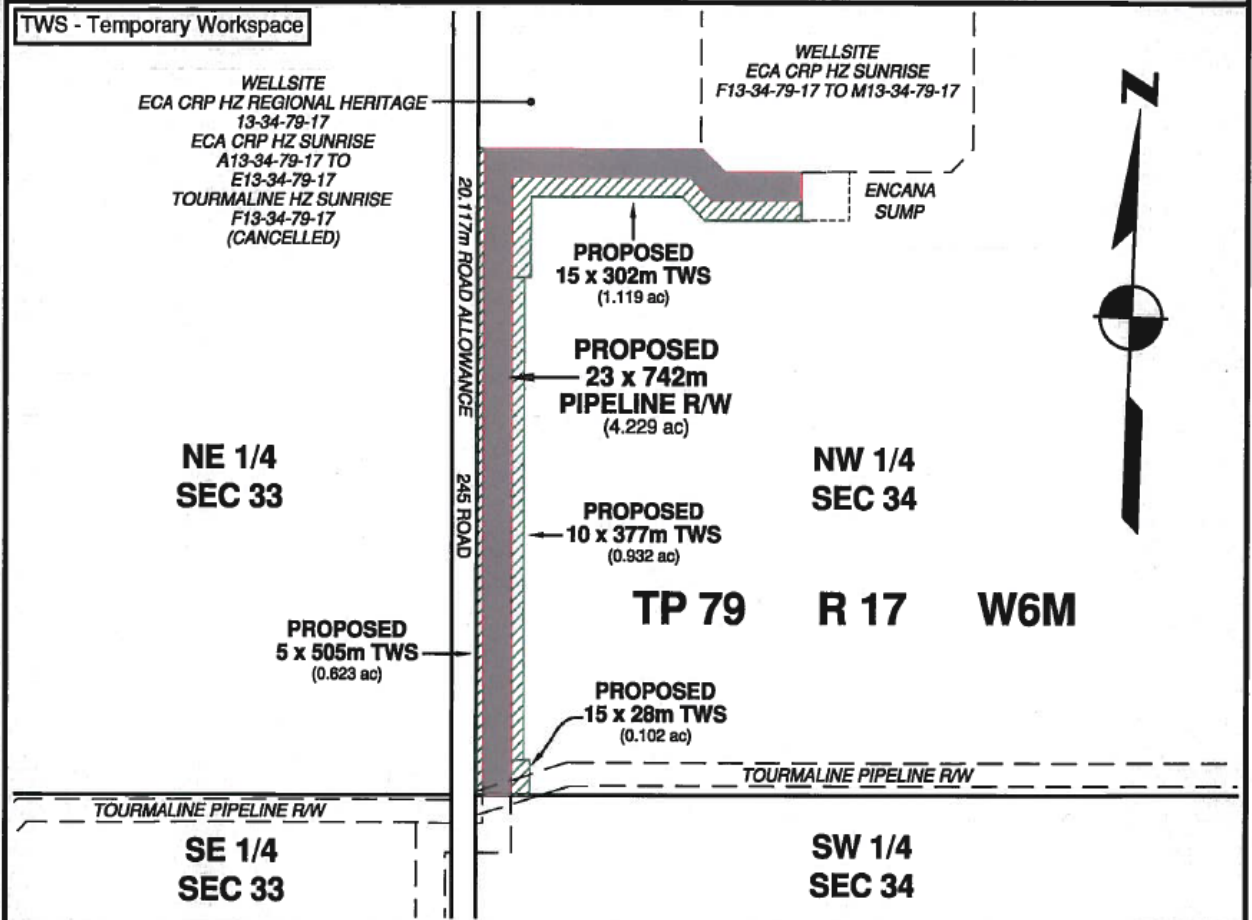 TWS - Temporary Workspace
WELLSITE
ECA CRP HZ REGIONAL HERITAGE
13-34-79-17
ECA CRP HZ SUNRISE
A13-34-79-17 TO
E13-34-79-17
TOURMALINE HZ SUNRISE
F13-34-79-17
(CANCELLED)
WELLSITE
ECA CRP HZ SUNRISE
F13-34-79-17 TO M13-34-79-17
N
ENCANA
SUMP
20.117m ROAD ALLOWANCE
245 ROAD
PROPOSED
15 x 302m TWS
(1.119 ac)
PROPOSED
23 x 742m
PIPELINE R/W
(4.229 ac)
NE 1/4
SEC 33
NW 1/4
SEC 34
PROPOSED
10 x 377m TWS
(0.932 ac)
TP 79 R 17 W6M
PROPOSED
5 x 505m TWS
(0.623 ac)
PROPOSED
15 x 28m TWS
(0.102 ac)
TOURMALINE PIPELINE R/W
TOURMALINE PIPELINE R/W
SE 1/4
SEC 33
SW 1/4
SEC 34